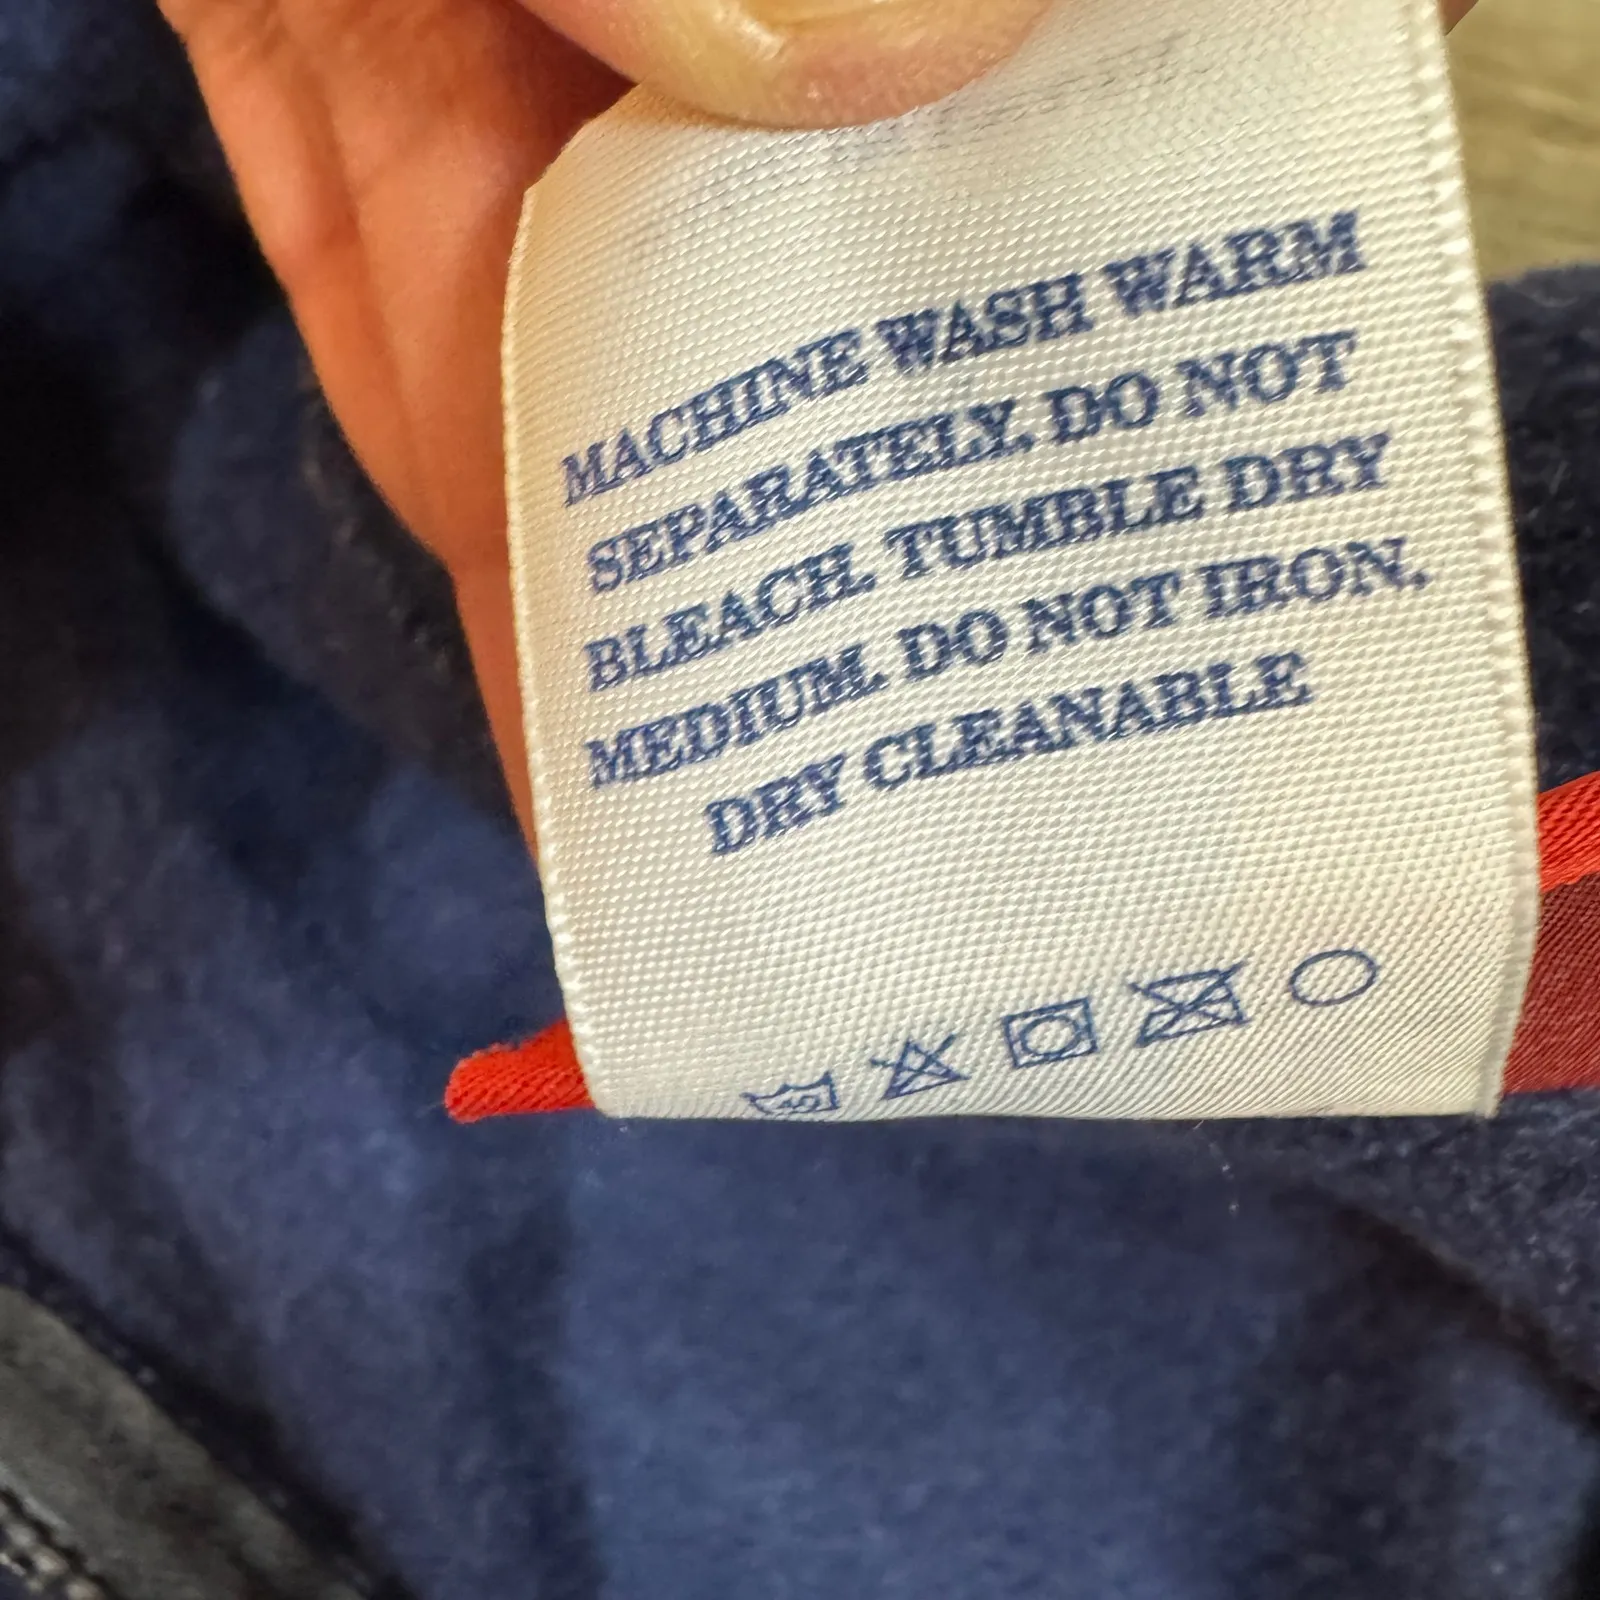 MACHINE WASH WARM
SEPARATELY. DO NOT
BLEACH. TUMBLE DRY
MEDIUM. DO NOT IRON.
DRY CLEANABLE